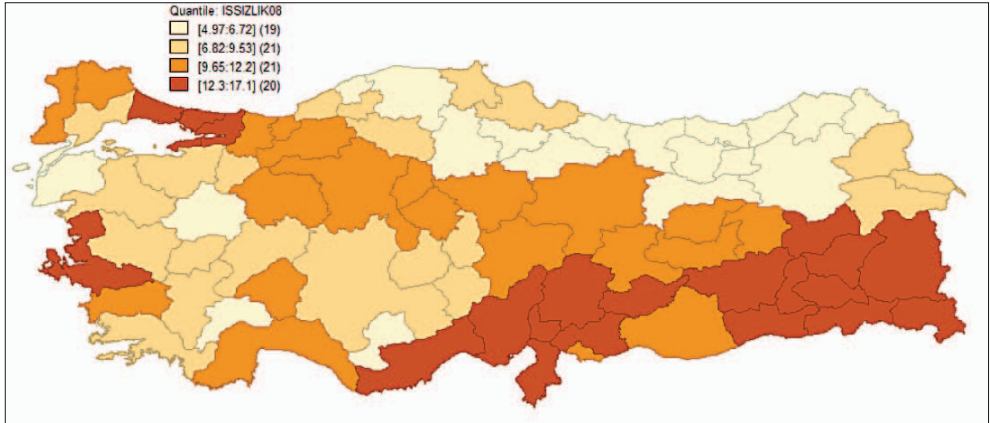 Quantile: ISSIZLIK08
[4.97:6.72] (19)
[6.82:9.53] (21)
[9.65:12.2] (21)
[12.3:17.1] (20)